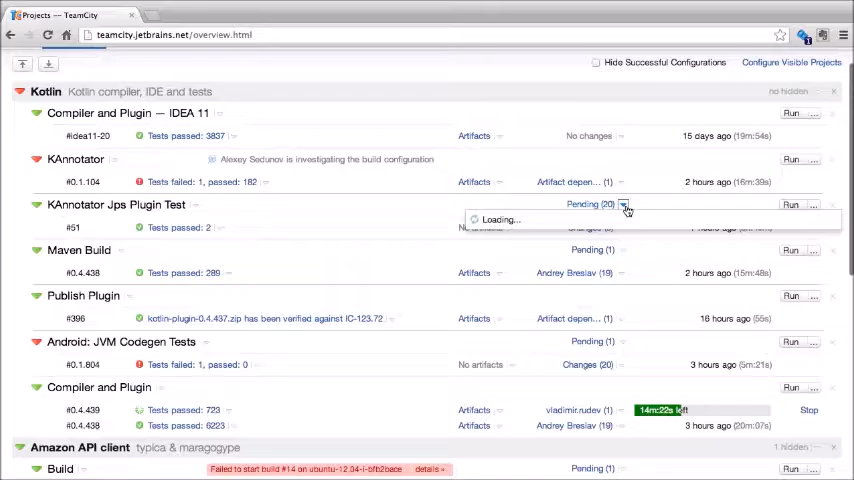 Projects -- TeamCity
teamcity.jetbrains.net/overview.html
Hide Successful Configurations Configure Visible Projects
Kotlin Kotlin compiler, IDE and tests no hidden
Compiler and Plugin — IDEA 11 Run ...
#idea11-20 Tests passed: 3837 Artifacts No changes 15 days ago (19m:54s)
KAnnotator Alexey Sedunov is investigating the build configuration Run ...
#0.1.104 Tests failed: 1, passed: 182 Artifacts Artifact depen... (1) 2 hours ago (16m:39s)
KAnnotator Jps Plugin Test Pending (20) Run ...
Loading...
#51 Tests passed: 2
Maven Build Pending (1) Run ...
#0.4.438 Tests passed: 289 Artifacts Andrey Breslav (19) 2 hours ago (15m:48s)
Publish Plugin Run ...
#396 kotlin-plugin-0.4.437.zip has been verified against IC-123.72 Artifacts Artifact depen... (1) 16 hours ago (55s)
Android: JVM Codegen Tests Pending (1) Run ...
#0.1.804 Tests failed: 1, passed: 0 No artifacts Changes (20) 3 hours ago (5m:21s)
Compiler and Plugin Run ...
#0.4.439 Tests passed: 723 Artifacts vladimir.rudev (1) 14m:22s left Stop
#0.4.438 Tests passed: 6223 Artifacts Andrey Breslav (19) 3 hours ago (20m:07s)
Amazon API client typica & maragogype 1 hidden
Build Failed to start build #14 on ubuntu-12.04-i-bfb2bace details » Pending (1) Run ...